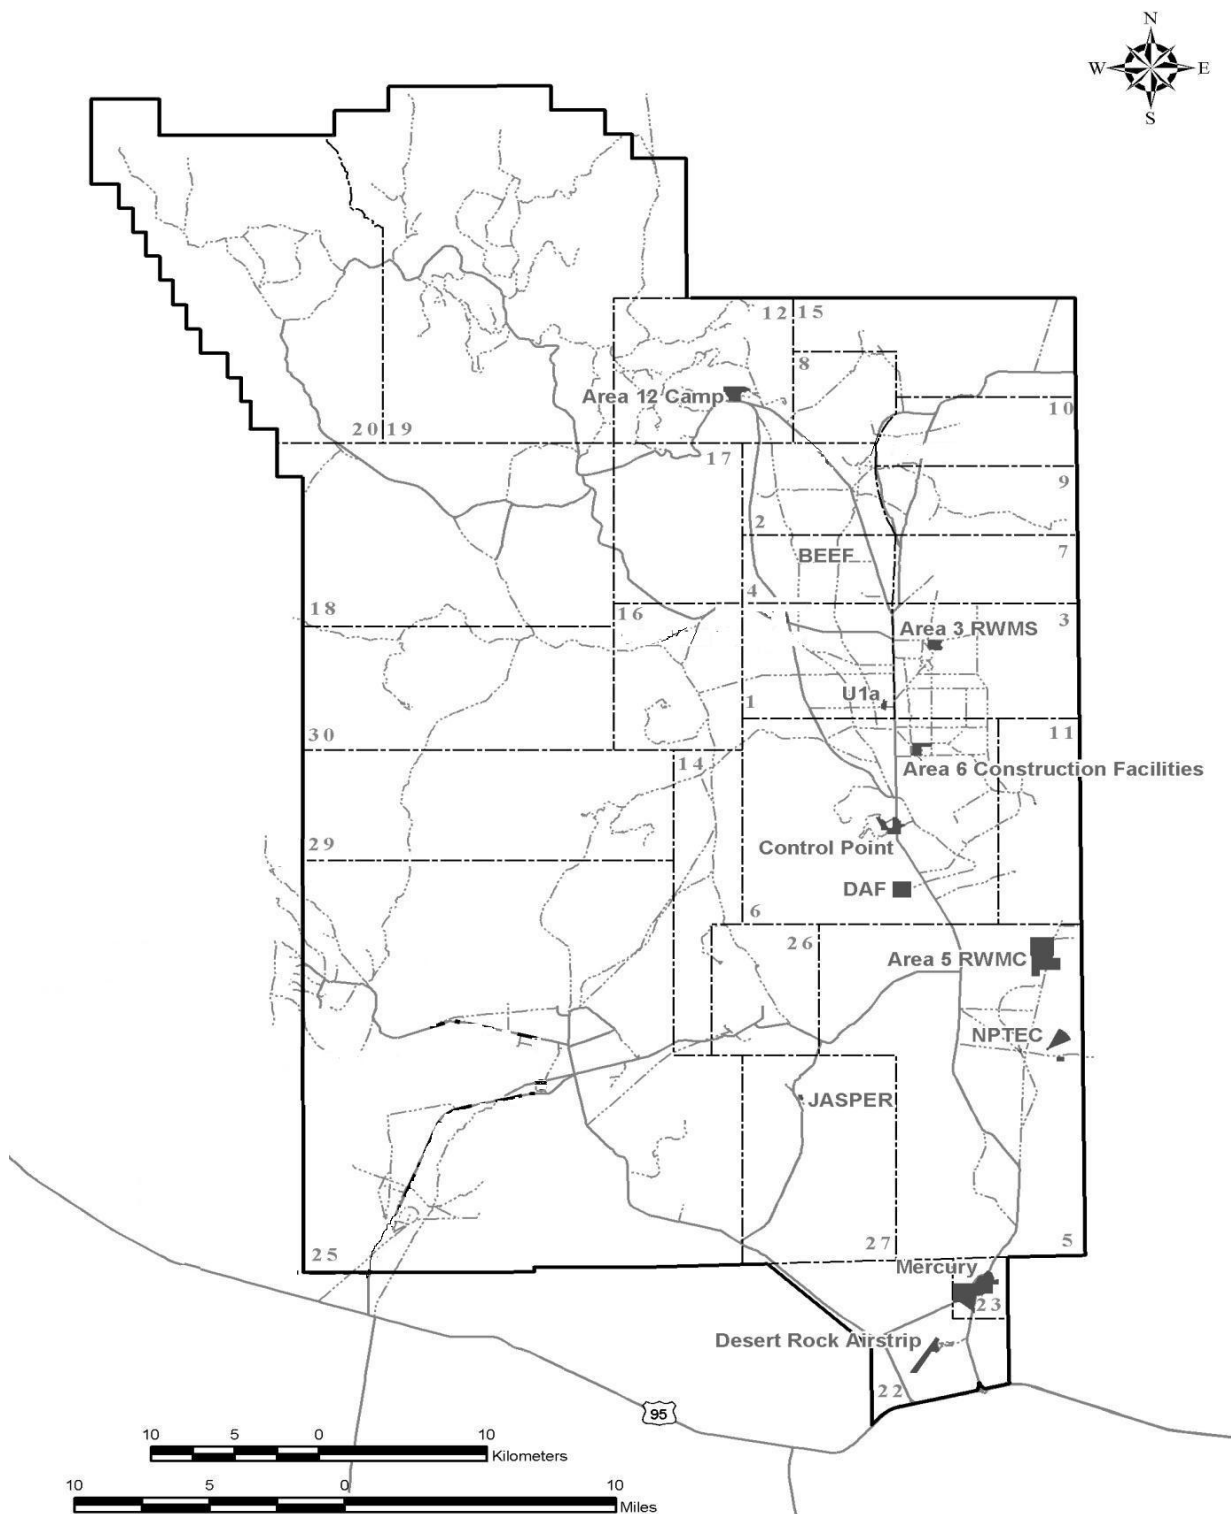 N
W E
S
12 15
8
Area 12 Camp
10
20 19
17
9
2
BEEF
7
4
18
16
3
Area 3 RWMS
U1a
1
30
11
14
Area 6 Construction Facilities
29
Control Point
DAF
6
26
Area 5 RWMC
NPTEC
JASPER
25
27
5
Mercury
23
Desert Rock Airstrip
22
95
10 5 0 10
Kilometers
10 5 0 10
Miles